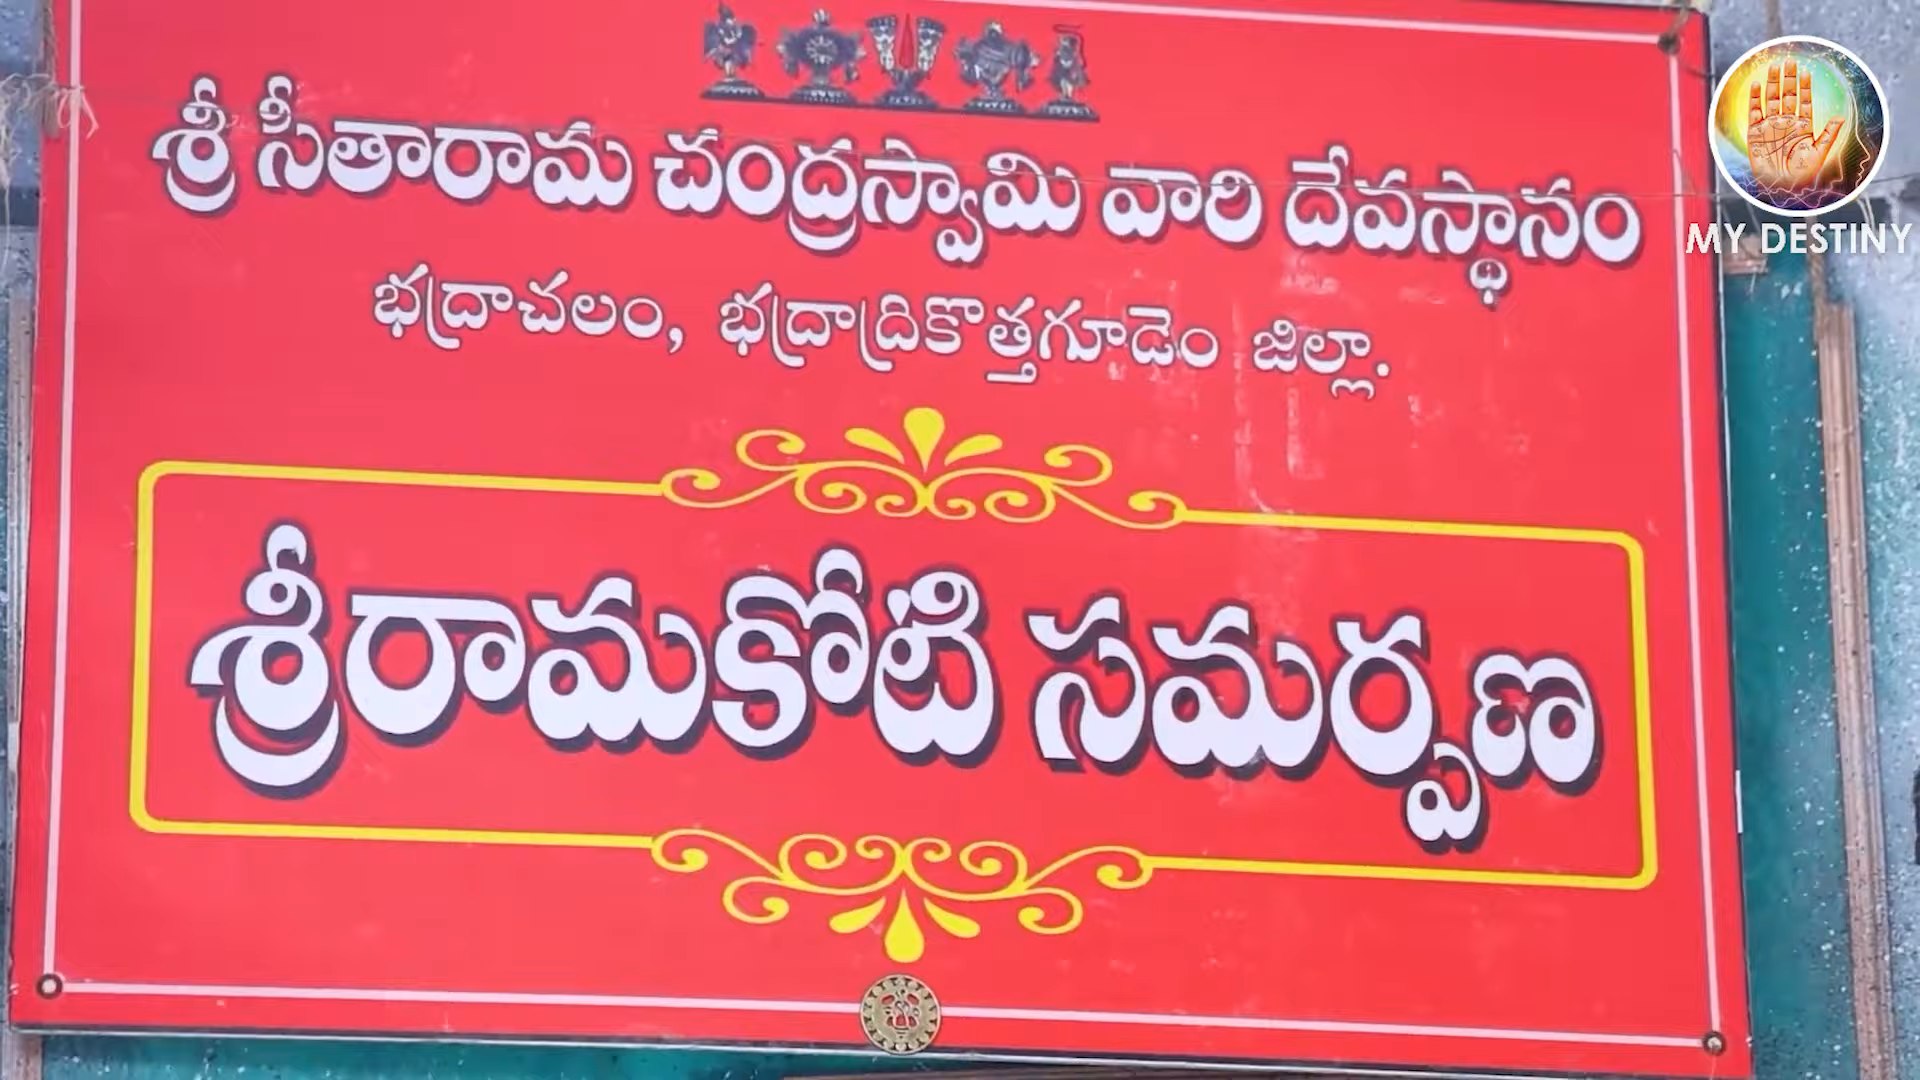 శ్రీ సీతారామ చంద్రస్వామి వారి దేవస్థానం
భద్రాచలం, భద్రాద్రికొత్తగూడెం జిల్లా.
శ్రీరామకోటి సమర్పణ
MY DESTINY